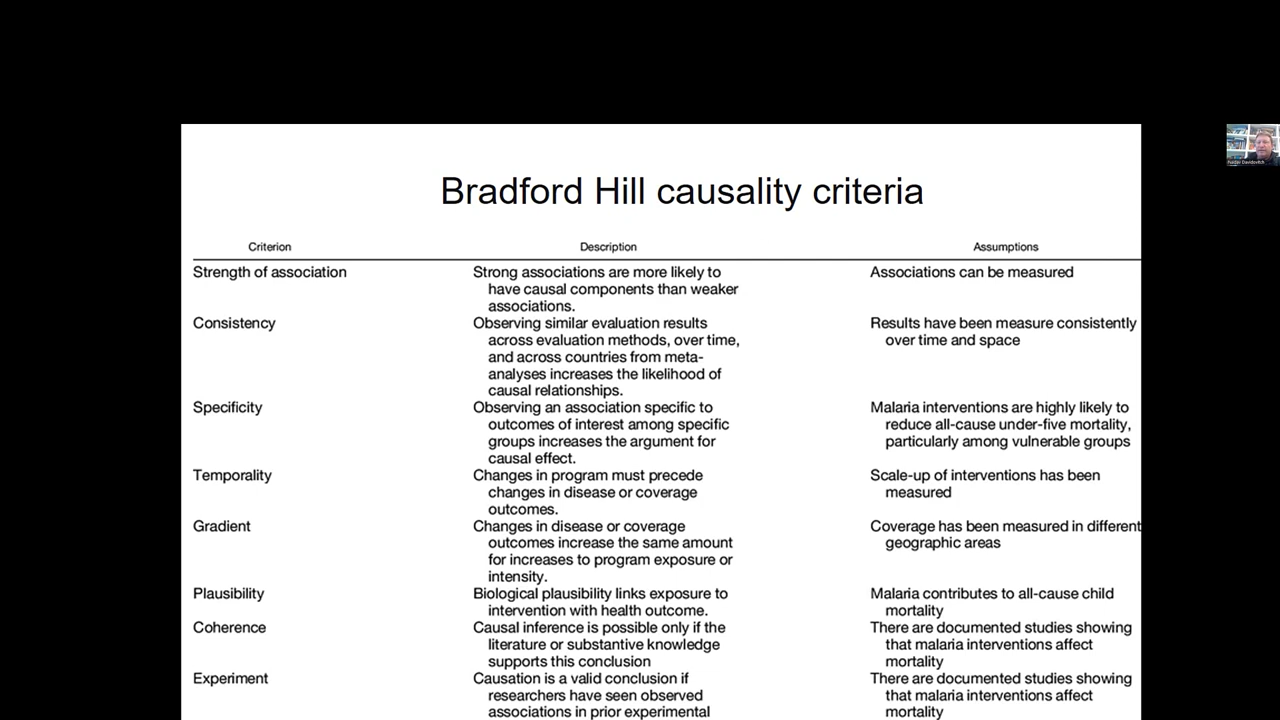 Bradford Hill causality criteria
Criterion Description Assumptions
Strength of association Strong associations are more likely to Associations can be measured
have causal components than weaker
associations.
Consistency Observing similar evaluation results Results have been measure consistently
across evaluation methods, over time, over time and space
and across countries from meta-
analyses increases the likelihood of
causal relationships.
Specificity Observing an association specific to Malaria interventions are highly likely to
outcomes of interest among specific reduce all-cause under-five mortality,
groups increases the argument for particularly among vulnerable groups
causal effect.
Temporality Changes in program must precede Scale-up of interventions has been
changes in disease or coverage measured
outcomes.
Gradient Changes in disease or coverage Coverage has been measured in different
outcomes increase the same amount geographic areas
for increases to program exposure or
intensity.
Plausibility Biological plausibility links exposure to Malaria contributes to all-cause child
intervention with health outcome. mortality
Coherence Causal inference is possible only if the There are documented studies showing
literature or substantive knowledge that malaria interventions affect
supports this conclusion mortality
Experiment Causation is a valid conclusion if There are documented studies showing
researchers have seen observed that malaria interventions affect
associations in prior experimental mortality
Davidovitch